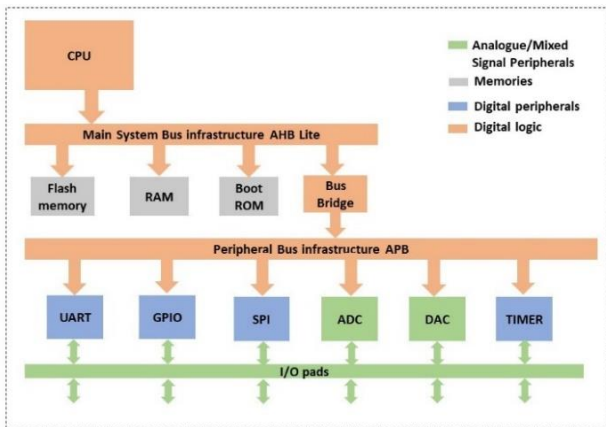 CPU
Analogue/Mixed
Signal Peripherals
Memories
Digital peripherals
Digital logic
Main System Bus infrastructure AHB Lite
Flash
memory
RAM
Boot
ROM
Bus
Bridge
Peripheral Bus infrastructure APB
UART
GPIO
SPI
ADC
DAC
TIMER
I/O pads